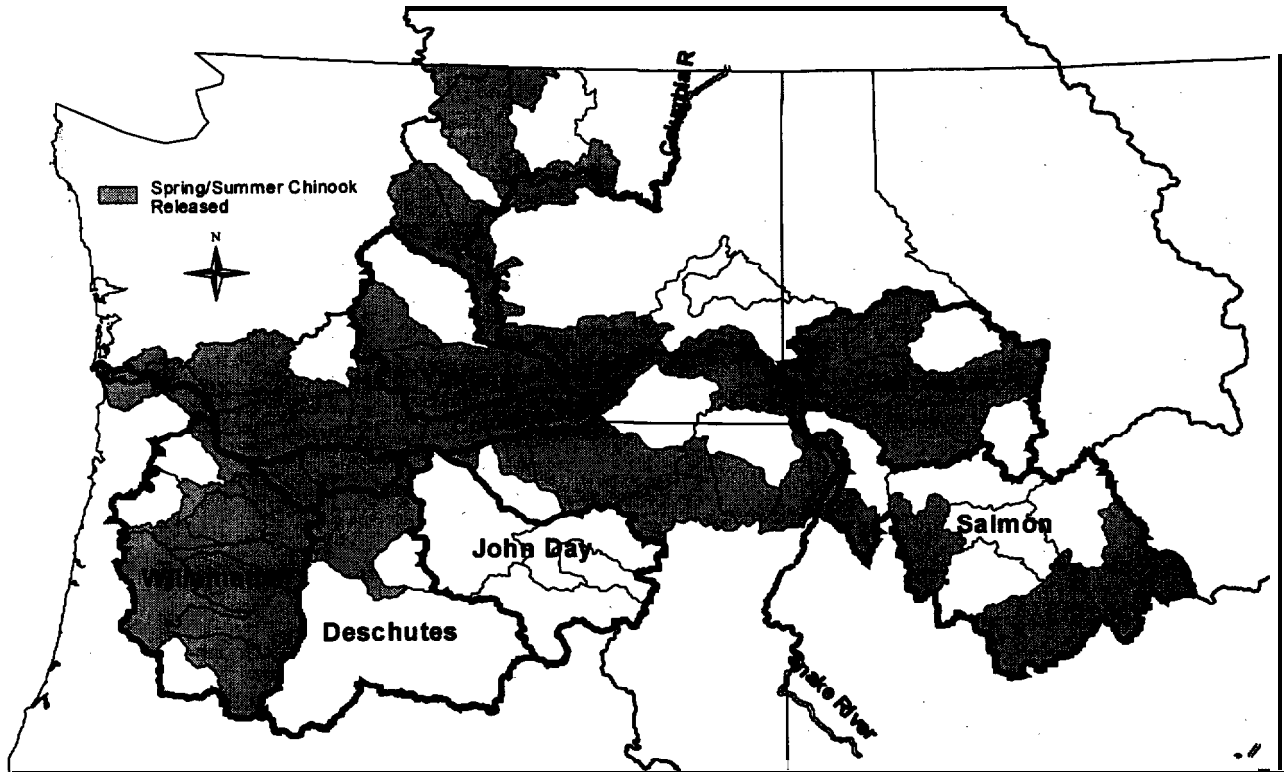 Columbia R
Spring/Summer Chinook
Released
N
Salmon
John Day
Willamette
Deschutes
Snake River